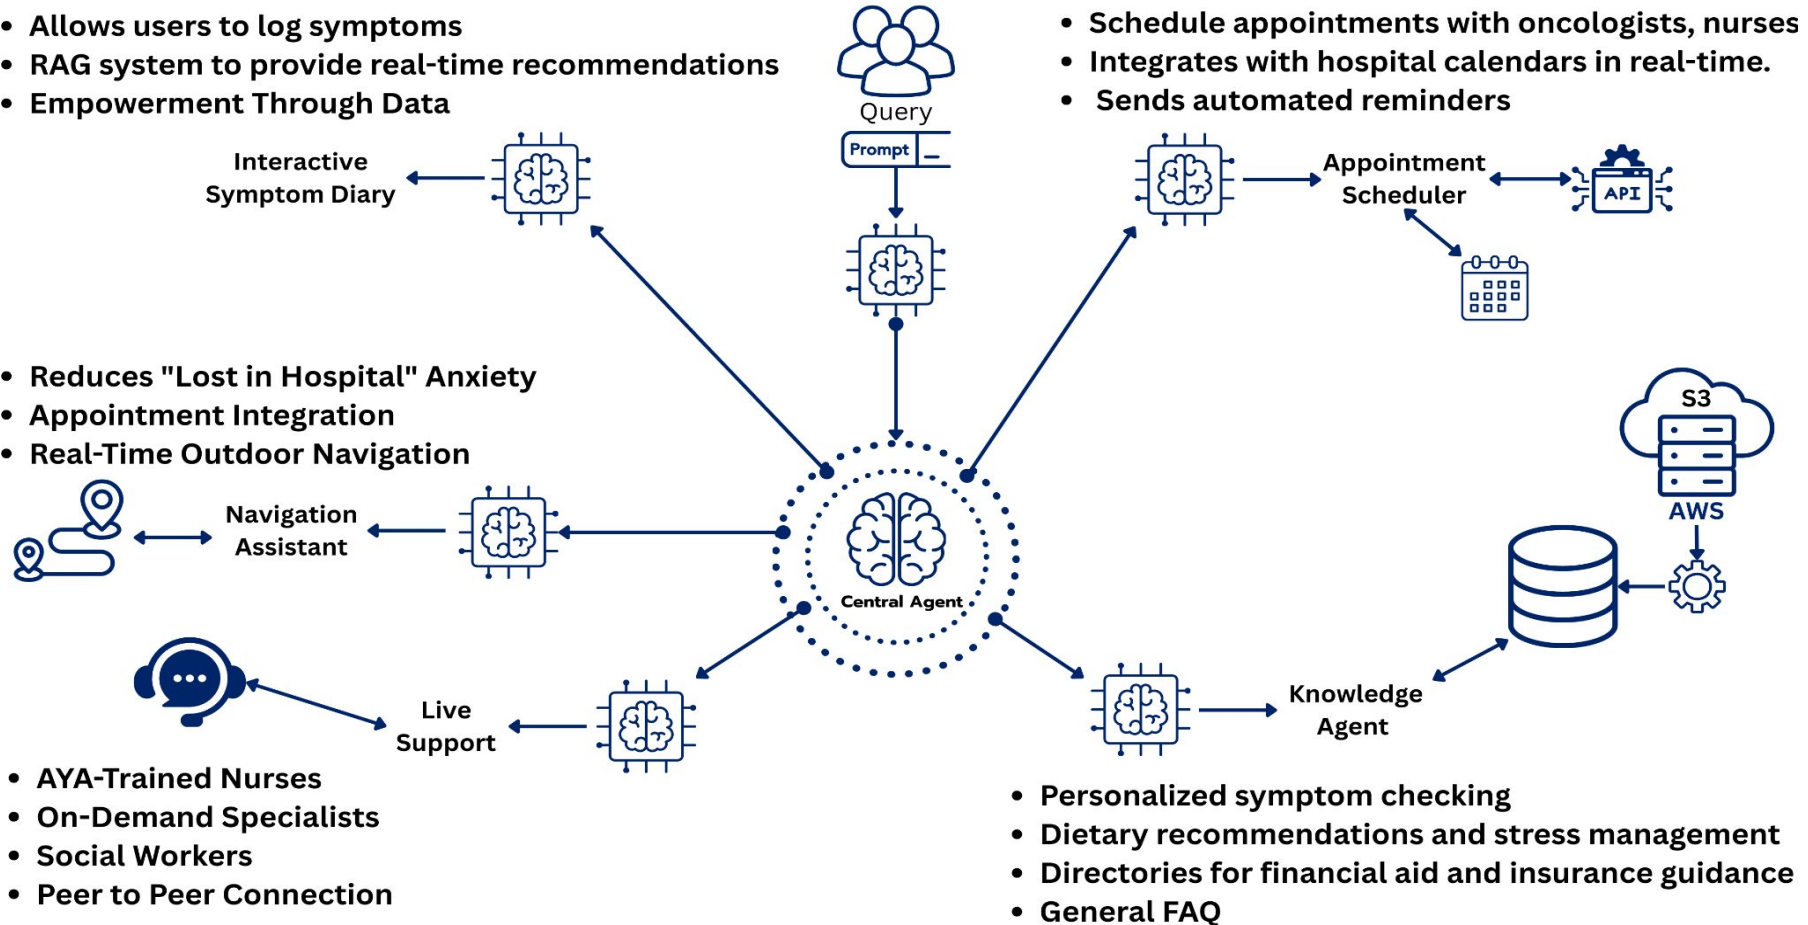 • Allows users to log symptoms
• RAG system to provide real-time recommendations
• Empowerment Through Data
Interactive
Symptom Diary
Query
Prompt _
• Schedule appointments with oncologists, nurses
• Integrates with hospital calendars in real-time.
• Sends automated reminders
Appointment
Scheduler
API
• Reduces "Lost in Hospital" Anxiety
• Appointment Integration
• Real-Time Outdoor Navigation
Navigation
Assistant
Central Agent
S3
AWS
Live
Support
• AYA-Trained Nurses
• On-Demand Specialists
• Social Workers
• Peer to Peer Connection
Knowledge
Agent
• Personalized symptom checking
• Dietary recommendations and stress management
• Directories for financial aid and insurance guidance
• General FAQ